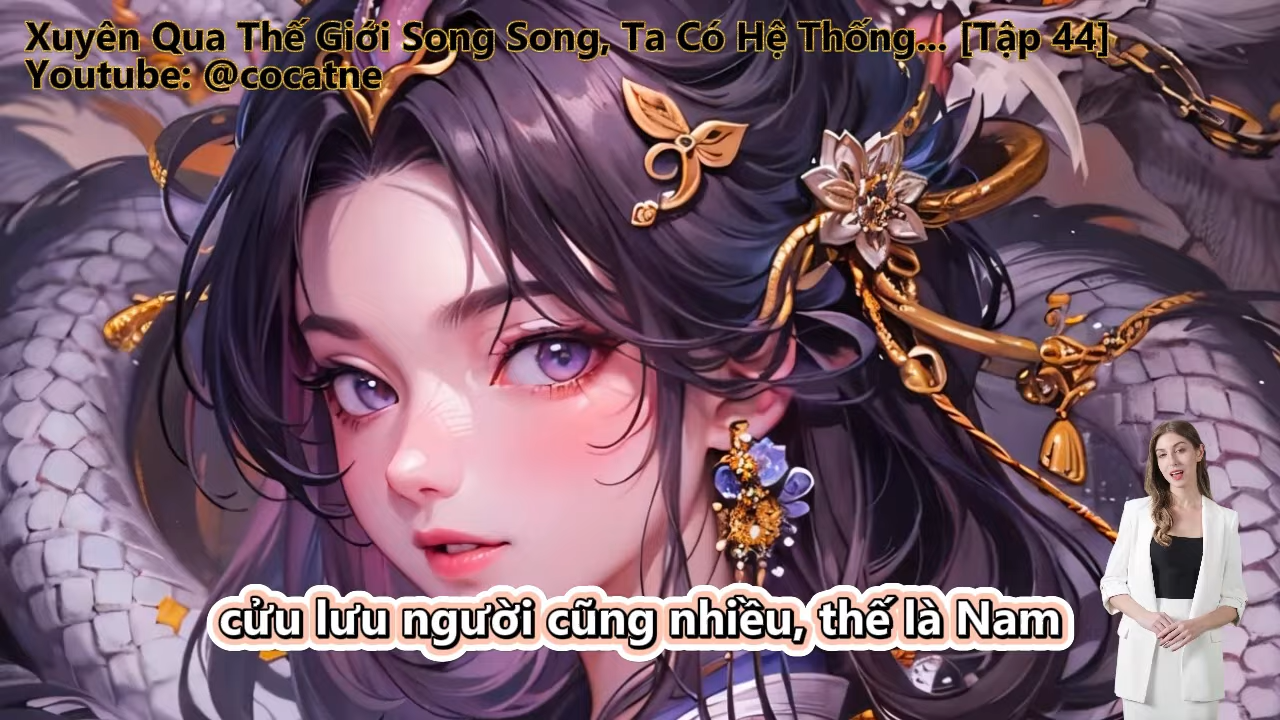 Xuyên Qua Thế Giới Song Song, Ta Có Hệ Thống... [Tập 44]
Youtube: @cocatne
cửu lưu người cũng nhiều, thế là Nam